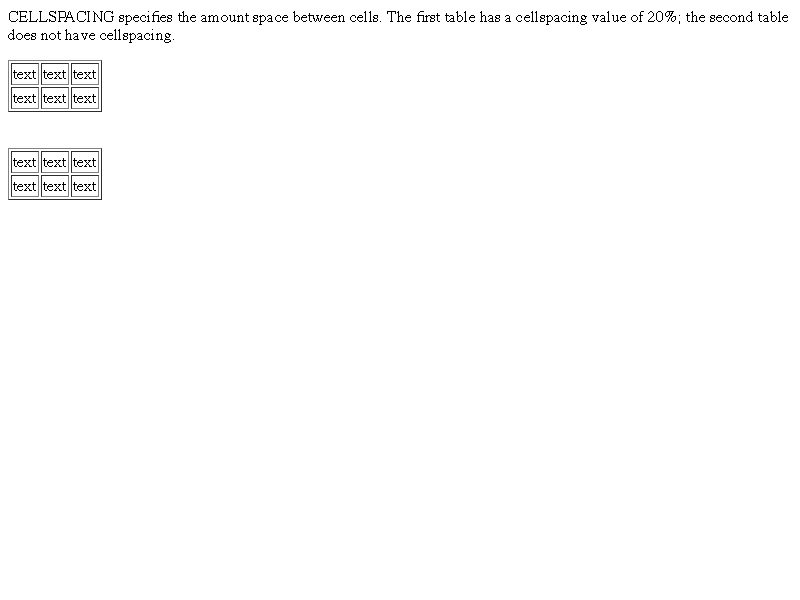 CELLSPACING specifies the amount space between cells. The first table has a cellspacing value of 20%; the second table
does not have cellspacing.
text text text
text text text
text text text
text text text